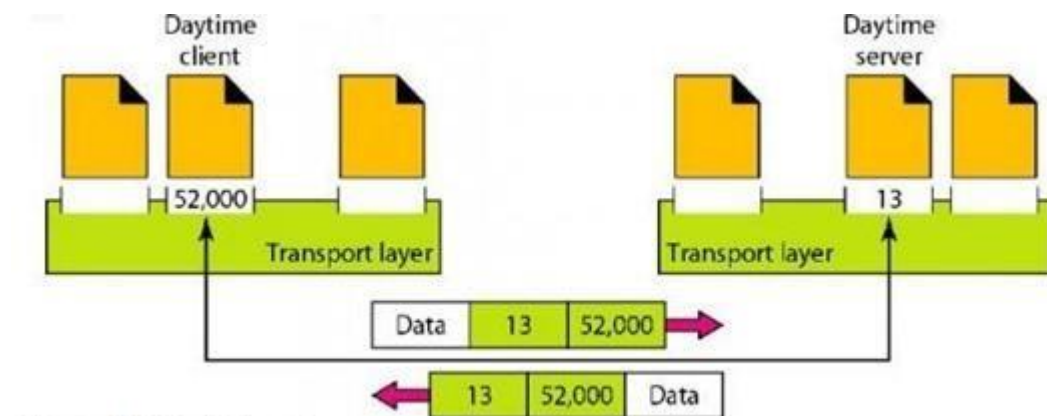 Daytime
client
Daytime
server
52,000
13
Transport layer
Transport layer
Data 13 52,000
13 52,000 Data